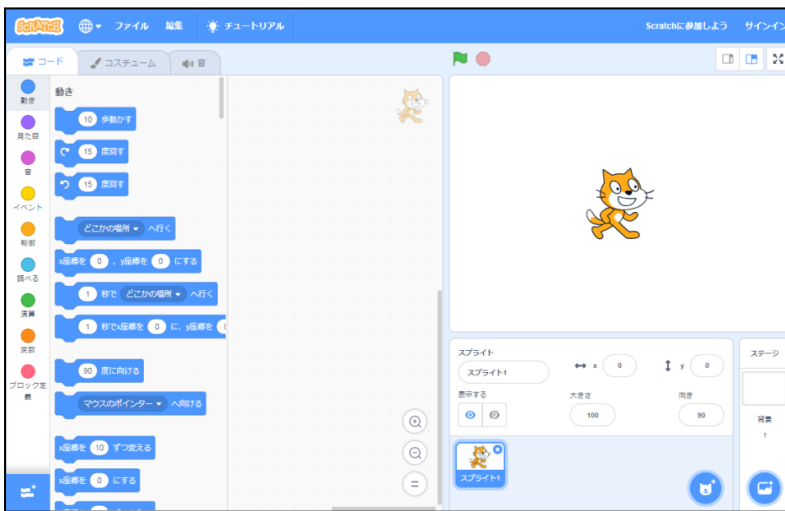 SCRATCH ファイル 編集 チュートリアル Scratchに参加しよう サインイン
コード コスチューム 音
動き
見た目
音
イベント
制御
調べる
演算
変数
ブロック定
義
動き
10 歩動かす
15 度回す
15 度回す
どこかの場所 へ行く
x座標を 0 、y座標を 0 にする
1 秒で どこかの場所 へ行く
1 秒でx座標を 0 に、y座標を
90 度に向ける
マウスのポインター へ向ける
x座標を 10 ずつ変える
x座標を 0 にする
スプライト
スプライト1 x 0 y 0
表示する 大きさ 向き
100 90
スプライト1
ステージ
背景
1